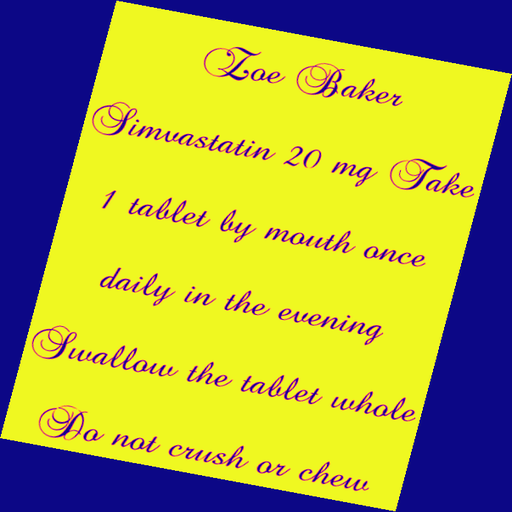 Zoe Baker
Simvastatin 20 mg Take
1 tablet by mouth once
daily in the evening
Swallow the tablet whole
Do not crush or chew